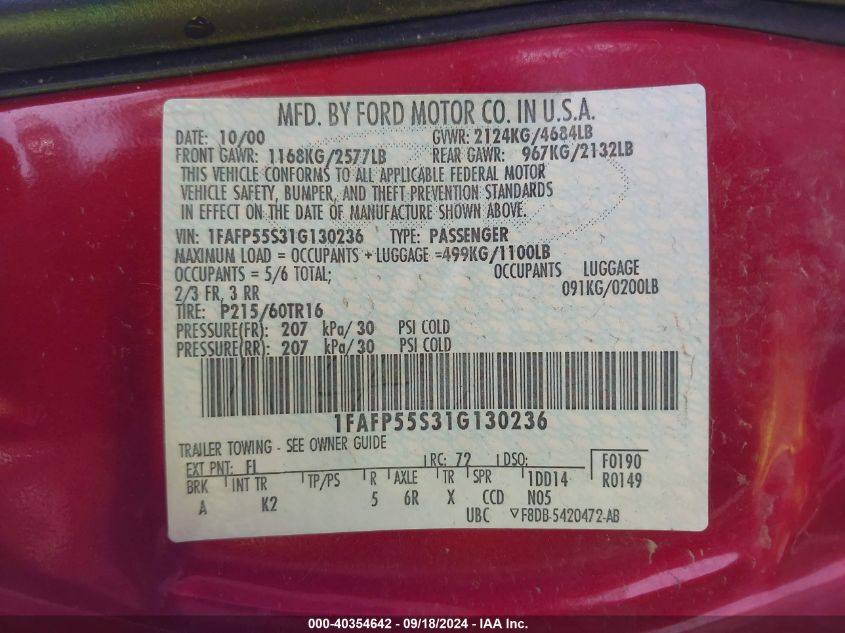 MFD. BY FORD MOTOR CO. IN U.S.A.
DATE: 10/00 GVWR: 2124KG/4684LB
FRONT GAWR: 1168KG/2577LB REAR GAWR: 967KG/2132LB
THIS VEHICLE CONFORMS TO ALL APPLICABLE FEDERAL MOTOR
VEHICLE SAFETY, BUMPER, AND THEFT PREVENTION STANDARDS
IN EFFECT ON THE DATE OF MANUFACTURE SHOWN ABOVE.
VIN: 1FAFP55S31G130236 TYPE: PASSENGER
MAXIMUM LOAD = OCCUPANTS + LUGGAGE =499KG/1100LB
OCCUPANTS = 5/6 TOTAL; OCCUPANTS LUGGAGE
2/3 FR, 3 RR 091KG/0200LB
TIRE: P215/60TR16
PRESSURE(FR): 207 kPa/ 30 PSI COLD
PRESSURE(RR): 207 kPa/ 30 PSI COLD
1FAFP55S31G130236
TRAILER TOWING - SEE OWNER GUIDE
EXT PNT: FI RC: 72 DSO: F0190
BRK INT TR TP/PS R AXLE TR SPR 1DD14 R0149
A K2 5 6R X CCD N05
UBC F8DB-5420472-AB
000-40354642 - 09/18/2024 - IAA Inc.